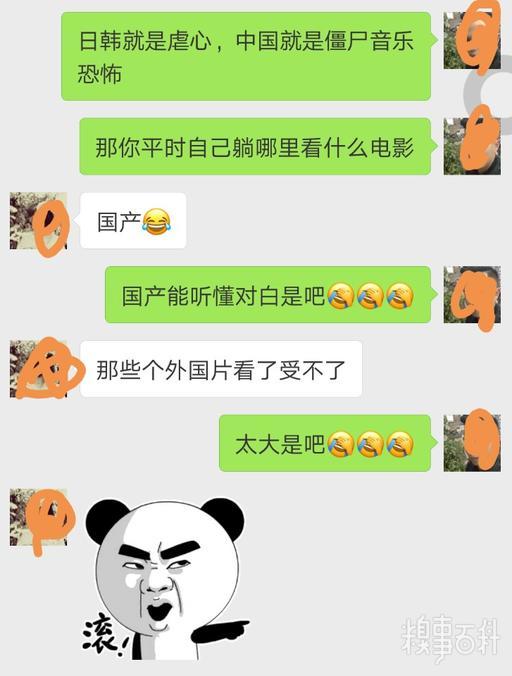 日韩就是虐心，中国就是僵尸音乐
恐怖
那你平时自己躺哪里看什么电影
国产😂
国产能听懂对白是吧🤣🤣🤣
那些个外国片看了受不了
太大是吧🤣🤣🤣
滚!
糗事百科